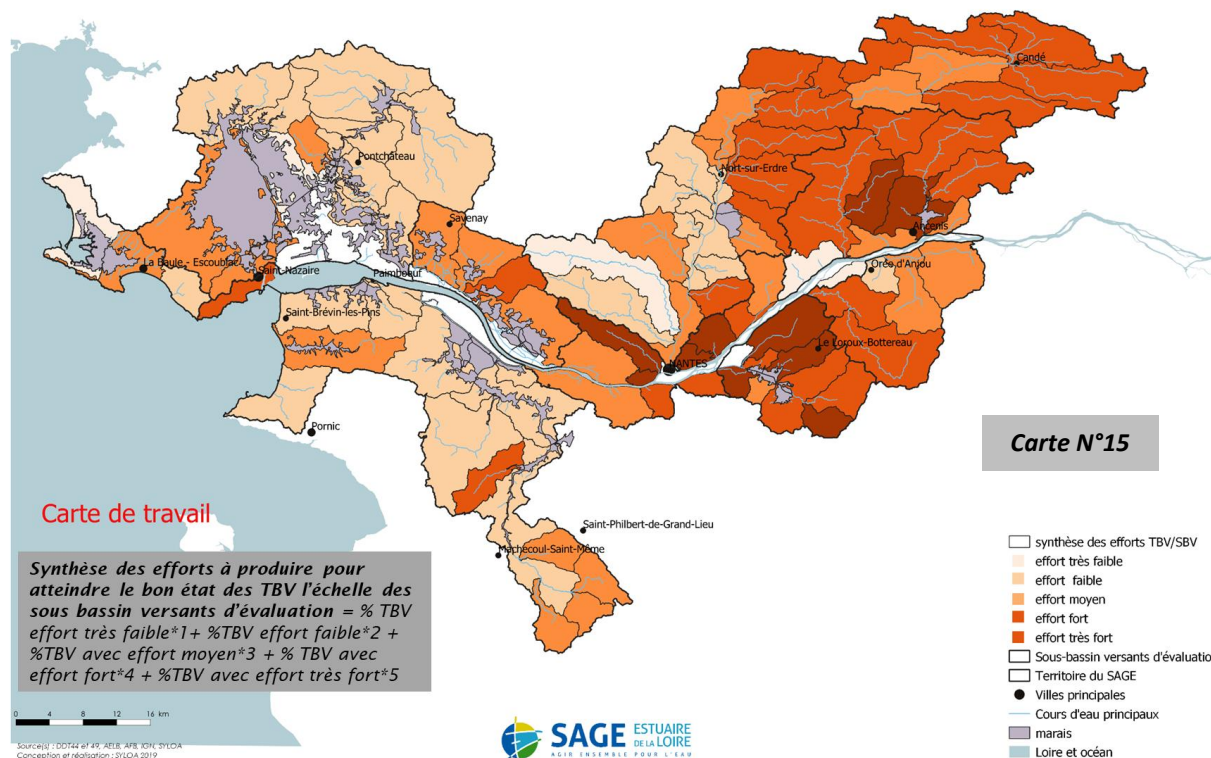 Candé
Nort-sur-Erdre
Pontchâteau
Savenay
Ancenis
La Baule - Escoublac
Saint-Nazaire
Paimboeuf
Orée d'Anjou
Saint-Brévin-les-Pins
Le Loroux-Bottereau
NANTES
Pornic
Carte N°15
Carte de travail
Saint-Philbert-de-Grand-Lieu
Machecoul-Saint-Même
Synthèse des efforts à produire pour
atteindre le bon état des TBV l'échelle des
sous bassin versants d'évaluation = % TBV
effort très faible*1+ %TBV effort faible*2 +
%TBV avec effort moyen*3 + % TBV avec
effort fort*4 + %TBV avec effort très fort*5
synthèse des efforts TBV/SBV
effort très faible
effort faible
effort moyen
effort fort
effort très fort
Sous-bassin versants d'évaluation
Territoire du SAGE
Villes principales
Cours d'eau principaux
marais
Loire et océan
0 4 8 12 16 km
Source(s) : DDT44 et 49, AELB, AFB, IGN, SYLOA
Conception et réalisation : SYLOA 2019
SAGE ESTUAIRE
DE LA LOIRE
AGIR ENSEMBLE POUR L'EAU